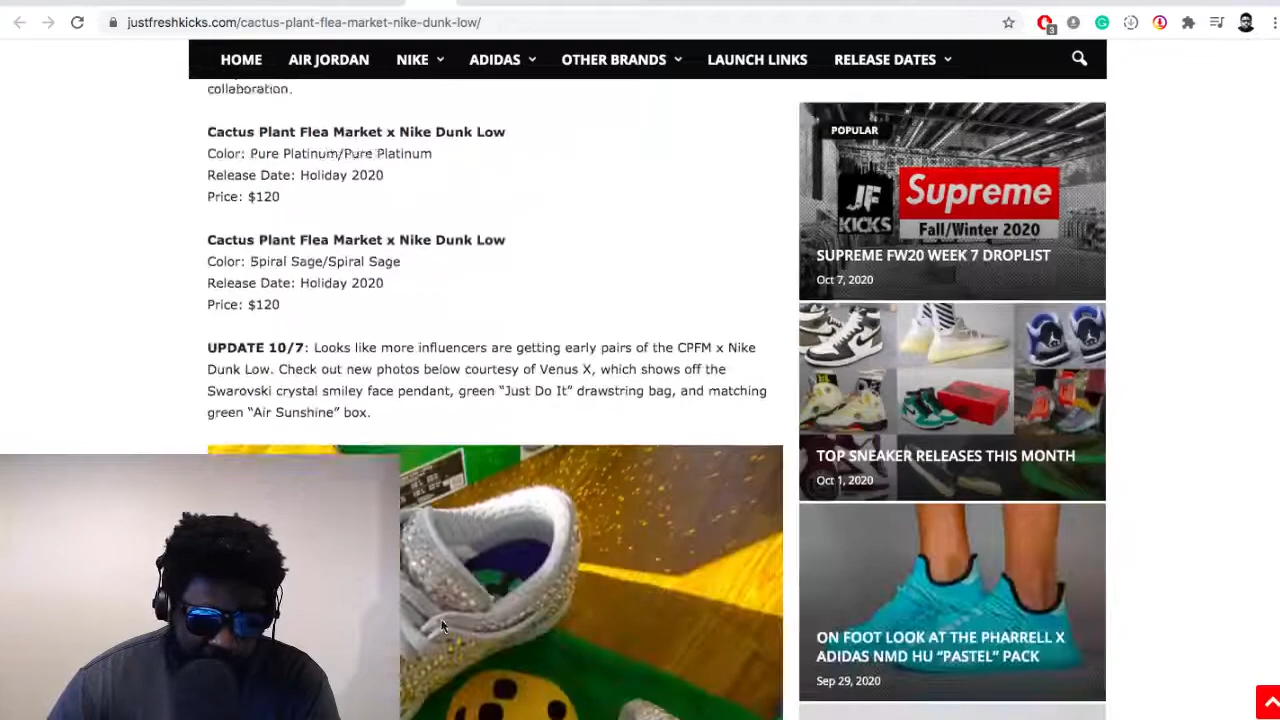 justfreshkicks.com/cactus-plant-flea-market-nike-dunk-low/
3
HOME AIR JORDAN NIKE ADIDAS OTHER BRANDS LAUNCH LINKS RELEASE DATES
collaboration.
Cactus Plant Flea Market x Nike Dunk Low
Color: Pure Platinum/Pure Platinum
Release Date: Holiday 2020
Price: $120
Cactus Plant Flea Market x Nike Dunk Low
Color: Spiral Sage/Spiral Sage
Release Date: Holiday 2020
Price: $120
UPDATE 10/7: Looks like more influencers are getting early pairs of the CPFM x Nike
Dunk Low. Check out new photos below courtesy of Venus X, which shows off the
Swarovski crystal smiley face pendant, green “Just Do It” drawstring bag, and matching
green “Air Sunshine” box.
POPULAR
JF
KICKS
Supreme
Fall/Winter 2020
SUPREME FW20 WEEK 7 DROPLIST
Oct 7, 2020
TOP SNEAKER RELEASES THIS MONTH
Oct 1, 2020
ON FOOT LOOK AT THE PHARRELL X
ADIDAS NMD HU “PASTEL” PACK
Sep 29, 2020